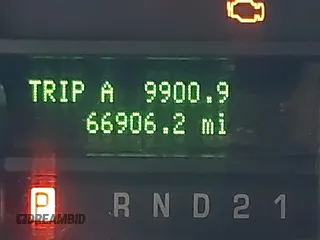 TRIP A 9900.9
66906.2 mi
P R N D 2 1
DREAMBID